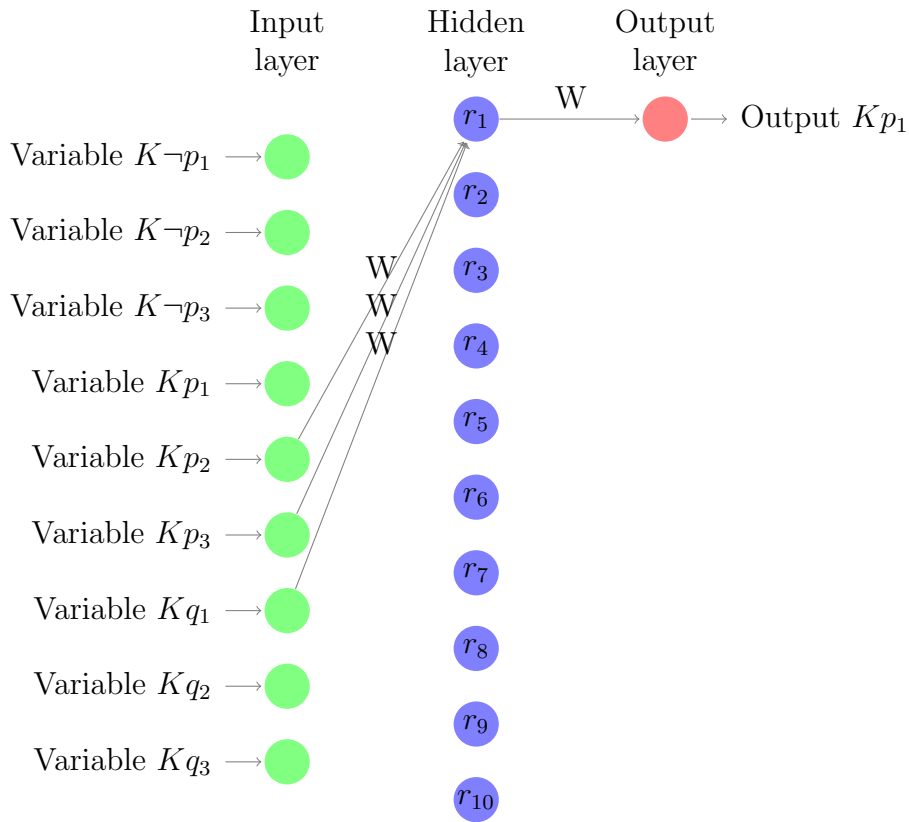 Input
layer
Hidden
layer
Output
layer
W
Output Kp₁
r₁
Variable K¬p₁
r₂
Variable K¬p₂
W
r₃
W
Variable K¬p₃
W
r₄
Variable Kp₁
r₅
Variable Kp₂
r₆
Variable Kp₃
r₇
Variable Kq₁
r₈
Variable Kq₂
r₉
Variable Kq₃
r₁₀